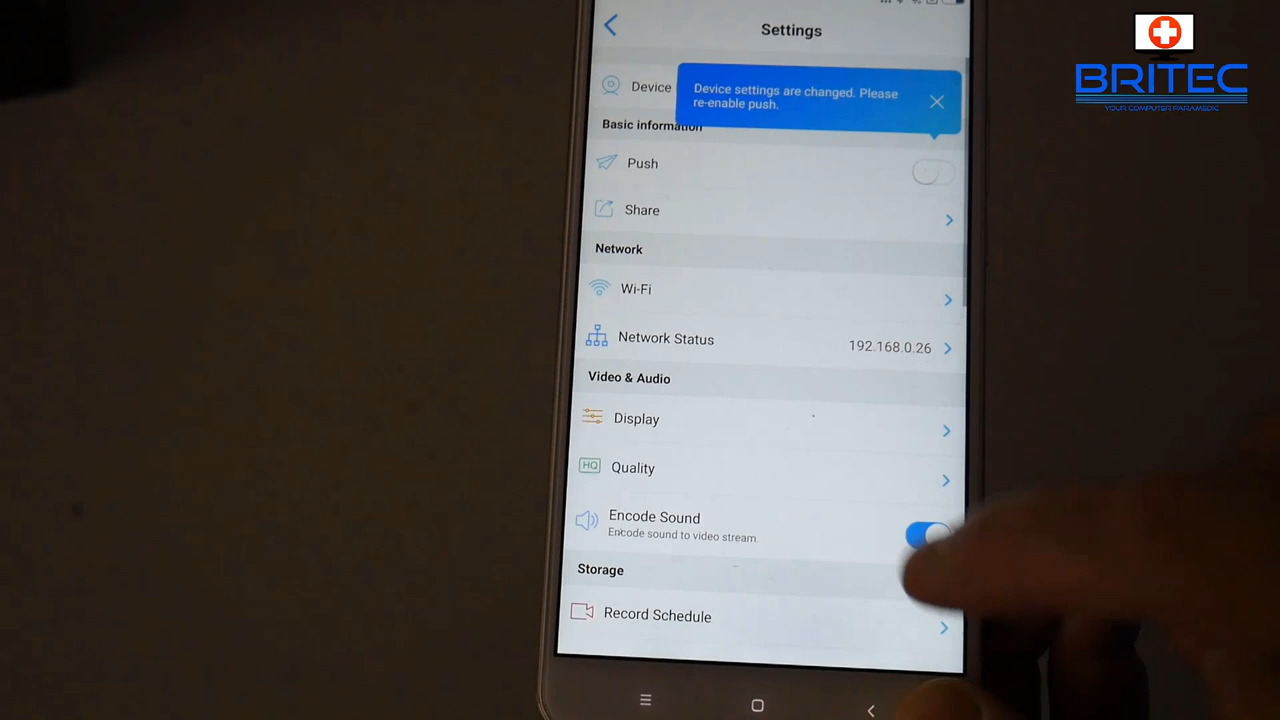 Settings
BRITEC
YOUR COMPUTER PARAMEDIC
Device
Device settings are changed. Please
re-enable push.
Basic information
Push
Share
Network
Wi-Fi
Network Status 192.168.0.26
Video & Audio
Display
HQ Quality
Encode Sound
Encode sound to video stream.
Storage
Record Schedule